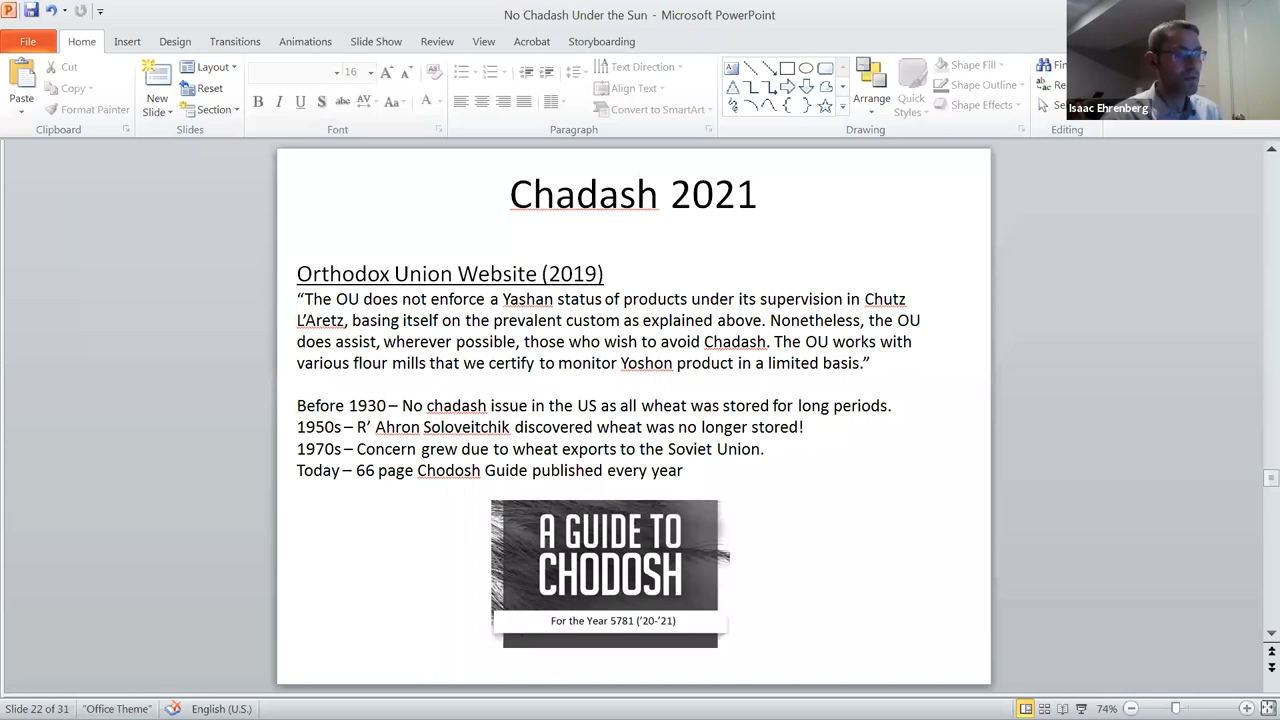 No Chadash Under the Sun - Microsoft PowerPoint
File Home Insert Design Transitions Animations Slide Show Review View Acrobat Storyboarding
Paste
Cut
Copy
Format Painter
Clipboard
New
Slide
Layout
Reset
Section
Slides
16
B I U S abc AV Aa A
Font
Text Direction
Align Text
Convert to SmartArt
Paragraph
Arrange
Quick
Styles
Shape Fill
Shape Outline
Shape Effects
Drawing
Editing
Isaac Ehrenberg
Chadash 2021
Orthodox Union Website (2019)
“The OU does not enforce a Yashan status of products under its supervision in Chutz
L’Aretz, basing itself on the prevalent custom as explained above. Nonetheless, the OU
does assist, wherever possible, those who wish to avoid Chadash. The OU works with
various flour mills that we certify to monitor Yoshon product in a limited basis.”
Before 1930 – No chadash issue in the US as all wheat was stored for long periods.
1950s – R’ Ahron Soloveitchik discovered wheat was no longer stored!
1970s – Concern grew due to wheat exports to the Soviet Union.
Today – 66 page Chodosh Guide published every year
A GUIDE TO
CHODOSH
For the Year 5781 (’20-’21)
Slide 22 of 31 "Office Theme" English (U.S.) 74%